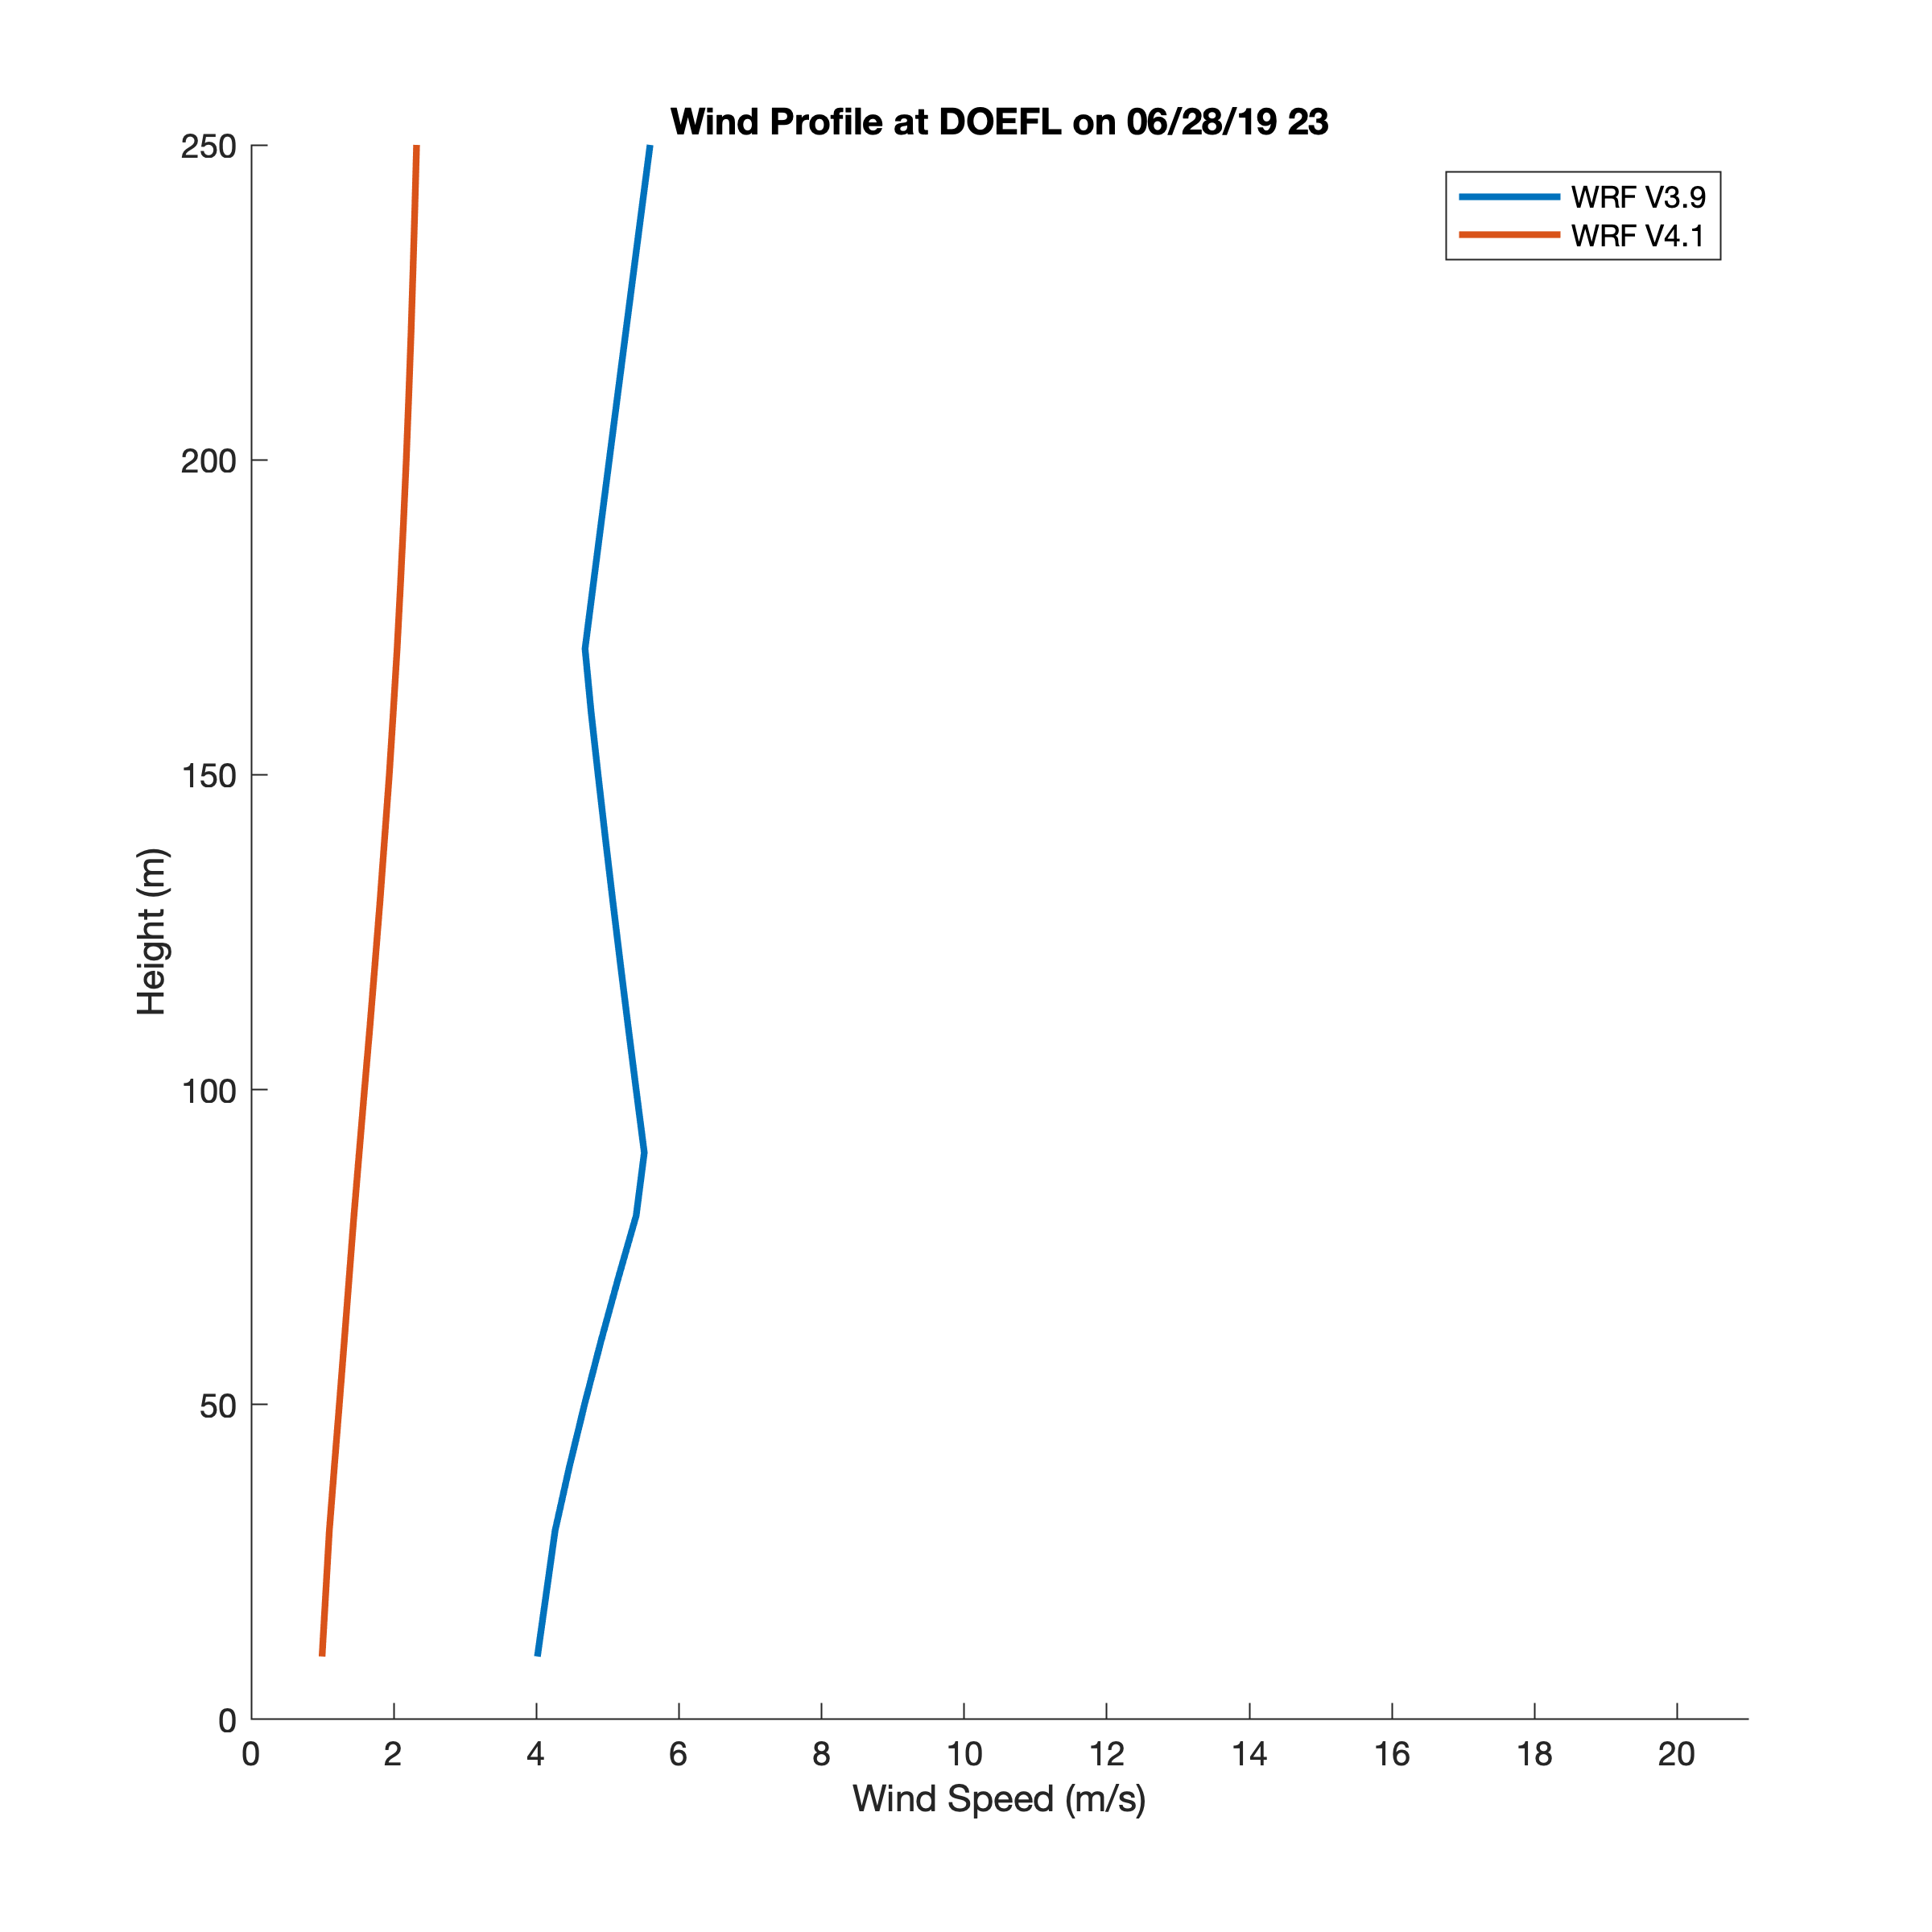 Wind Profile at DOEFL on 06/28/19 23
WRF V3.9
WRF V4.1
250
200
150
100
50
0
Height (m)
0 2 4 6 8 10 12 14 16 18 20
Wind Speed (m/s)